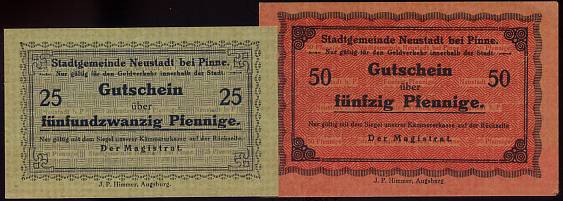 Stadtgemeinde Neustadt bei Pinne.
Nur gültig für den Geldverkehr innerhalb der Stadt.
Gutschein
25 über 25
fünfundzwanzig Pfennige.
Nur gültig mit dem Siegel unserer Kämmereikasse auf der Rückseite.
Der Magistrat.
J. P. Himmer, Augsburg.
Stadtgemeinde Neustadt bei Pinne.
Nur gültig für den Geldverkehr innerhalb der Stadt.
Gutschein
50 über 50
fünfzig Pfennige.
Nur gültig mit dem Siegel unserer Kämmereikasse auf der Rückseite.
Der Magistrat.
J. P. Himmer, Augsburg.